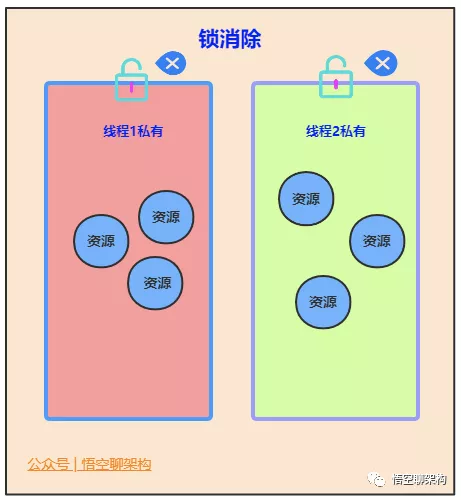 锁消除
线程1私有
线程2私有
资源
资源
资源
资源
资源
资源
公众号 | 悟空聊架构
悟空聊架构